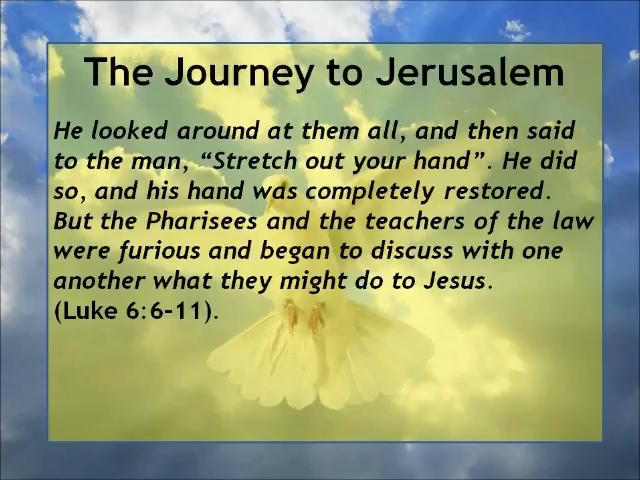 The Journey to Jerusalem
He looked around at them all, and then said
to the man, “Stretch out your hand”. He did
so, and his hand was completely restored.
But the Pharisees and the teachers of the law
were furious and began to discuss with one
another what they might do to Jesus.
(Luke 6:6–11).